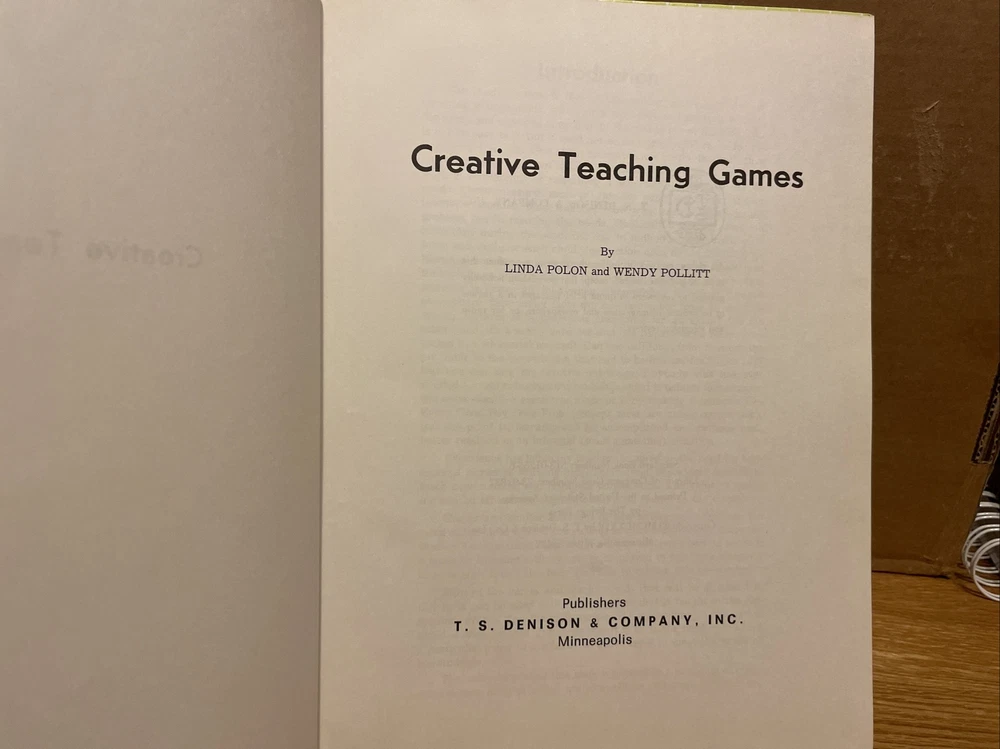 Creative Teaching Games
By
LINDA POLON and WENDY POLLITT
Publishers
T. S. DENISON & COMPANY, INC.
Minneapolis